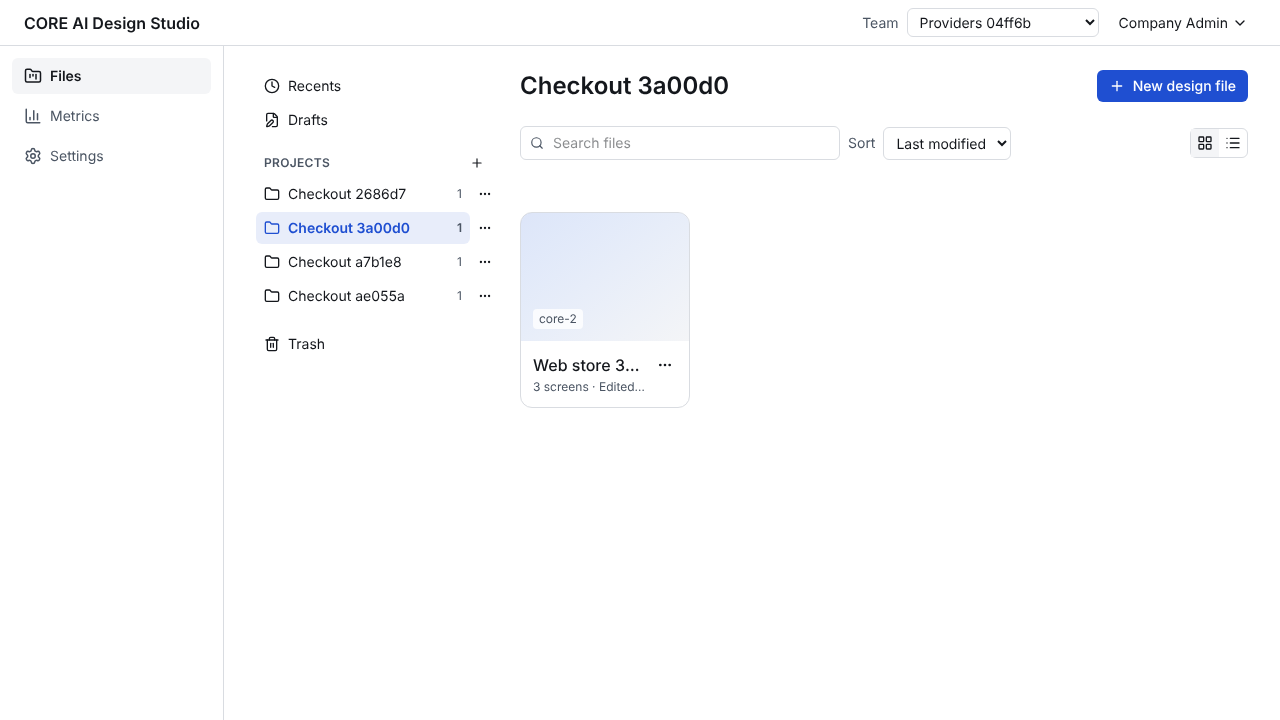 CORE AI Design Studio
Team
Providers 04ff6b
Company Admin
Files
Metrics
Settings
Recents
Drafts
PROJECTS
Checkout 2686d7 1
Checkout 3a00d0 1
Checkout a7b1e8 1
Checkout ae055a 1
Trash
Checkout 3a00d0
New design file
Search files
Sort
Last modified
core-2
Web store 3...
3 screens · Edited...